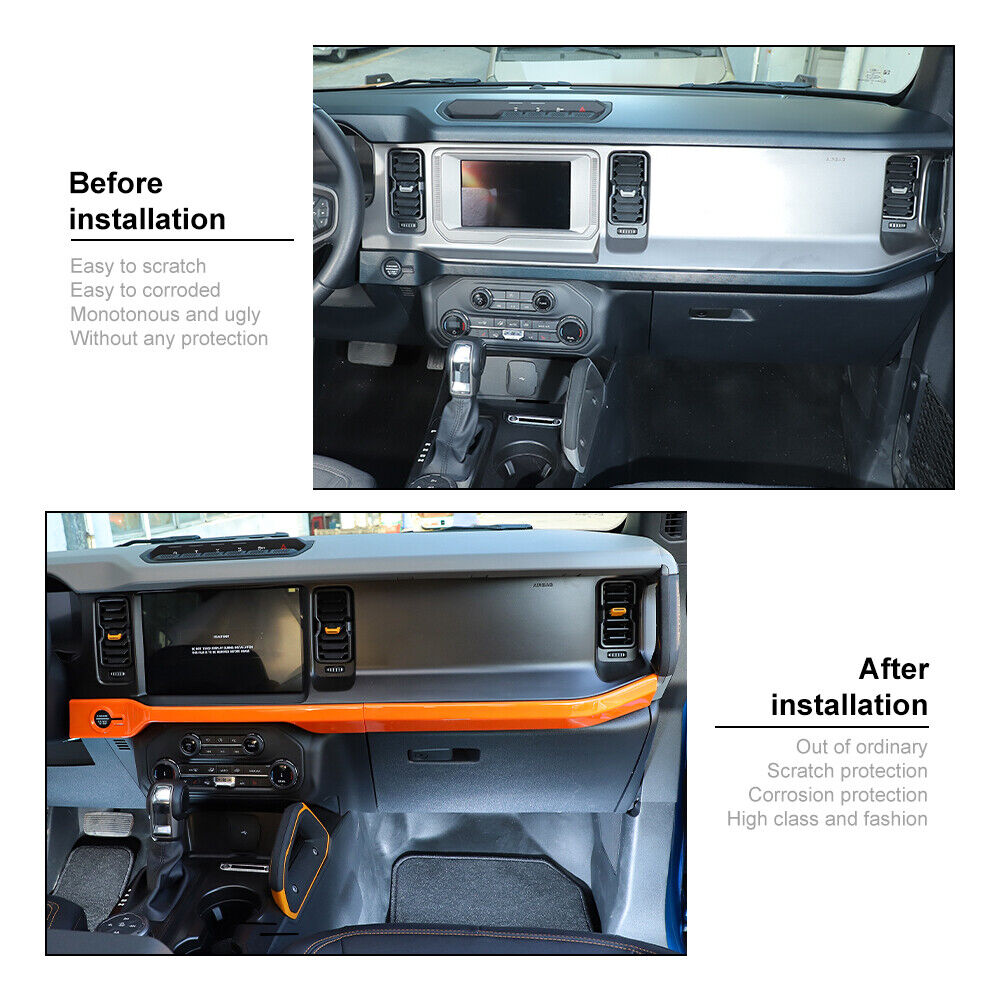 Before
installation
Easy to scratch
Easy to corroded
Monotonous and ugly
Without any protection
AIRBAG
AIRBAG
After
installation
Out of ordinary
Scratch protection
Corrosion protection
High class and fashion